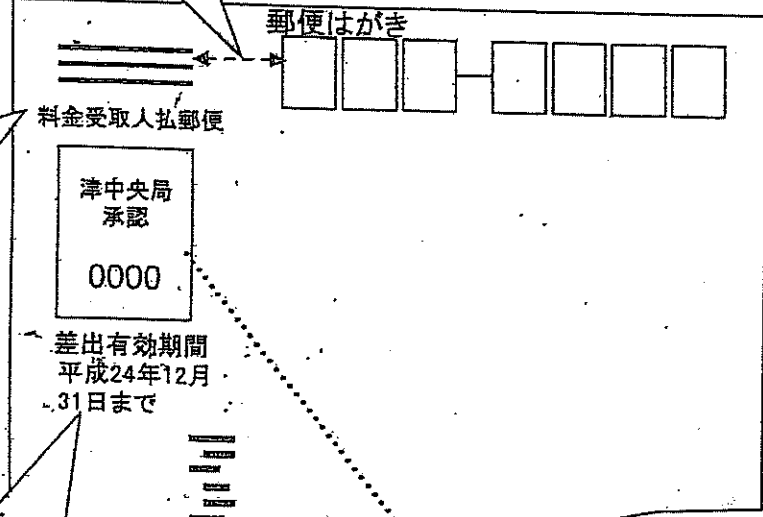 郵便はがき
料金受取人払郵便
津中央局
承認
0000
差出有効期間
平成24年12月
31日まで